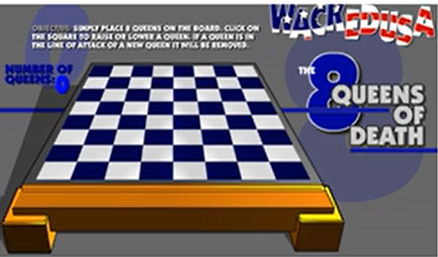 WACKEDUSA
OBJECTIVE: SIMPLY PLACE 8 QUEENS ON THE BOARD. CLICK ON
THE SQUARE TO RAISE OR LOWER A QUEEN. IF A QUEEN IS IN
THE LINE OF ATTACK OF A NEW QUEEN IT WILL BE REMOVED.
NUMBER OF
QUEENS: 0
THE
8
QUEENS
OF
DEATH